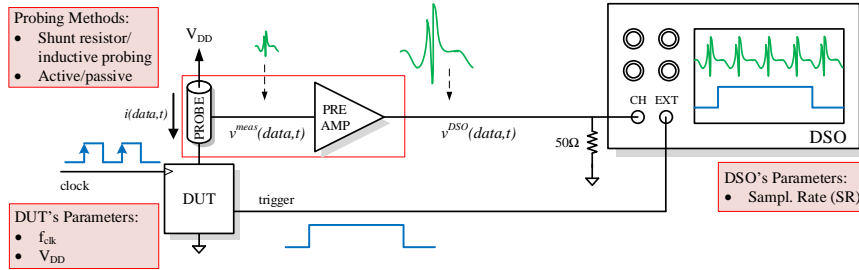 Probing Methods:
• Shunt resistor/
inductive probing
• Active/passive
V_DD
i(data,t)
PROBE
v^meas(data,t)
PRE
AMP
v^DSO(data,t)
50Ω
CH EXT
DSO
clock
DUT
trigger
DUT's Parameters:
• f_clk
• V_DD
DSO's Parameters:
• Sampl. Rate (SR)